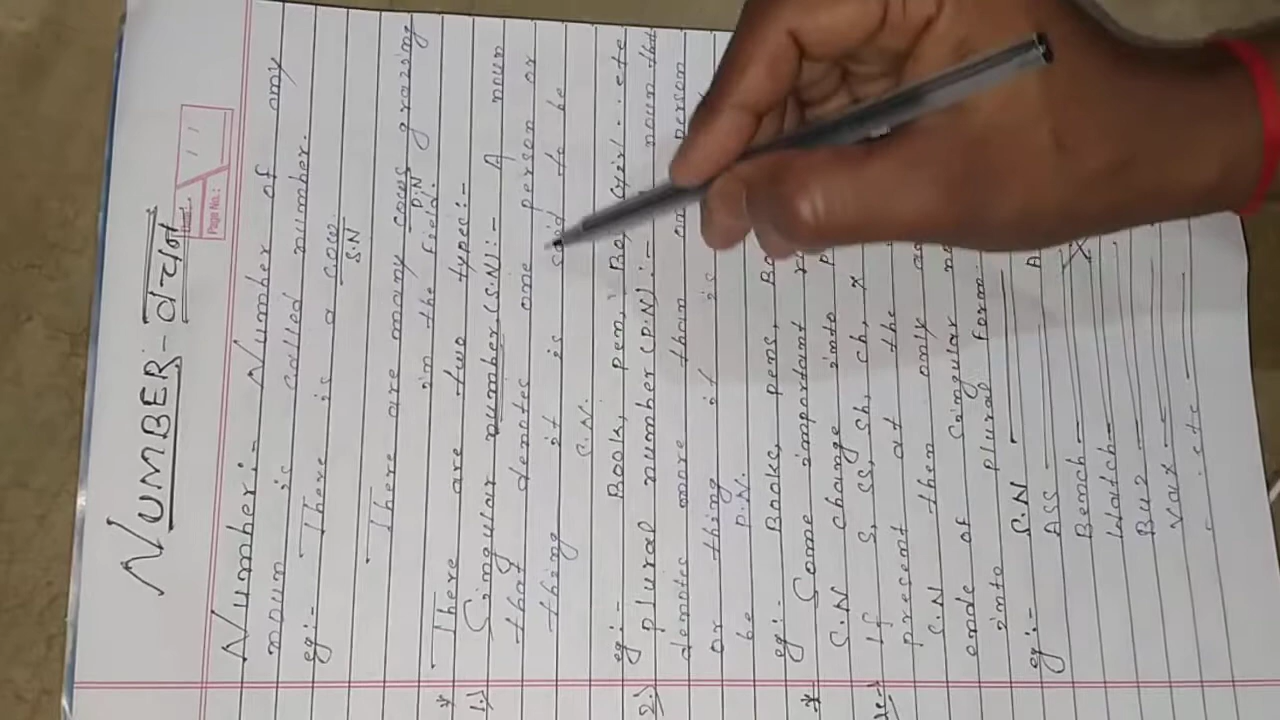 NUMBER - वचन
Page No.:
Number:- Number of any
noun is called number.
eg:- There is a cow.
S.N
There are many cows grazing
P.N
in the field.
* There are two types:-
1.) Singular number (S.N):- A noun
that denotes one person or
thing it is said to be
S.N.
eg:- Book, pen, Boy, Girl.. etc
2.) plural number (P.N):- noun that
denotes more than one person
or thing it is
be P.N.
eg:- Books, pens,
* Some important
S.N change into
If s, ss, sh, ch, x
present at the
S.N them only
ende of singular
into plural form.
eg:- S.N
Ass
Bench
Watch
Buz
Vax
etc